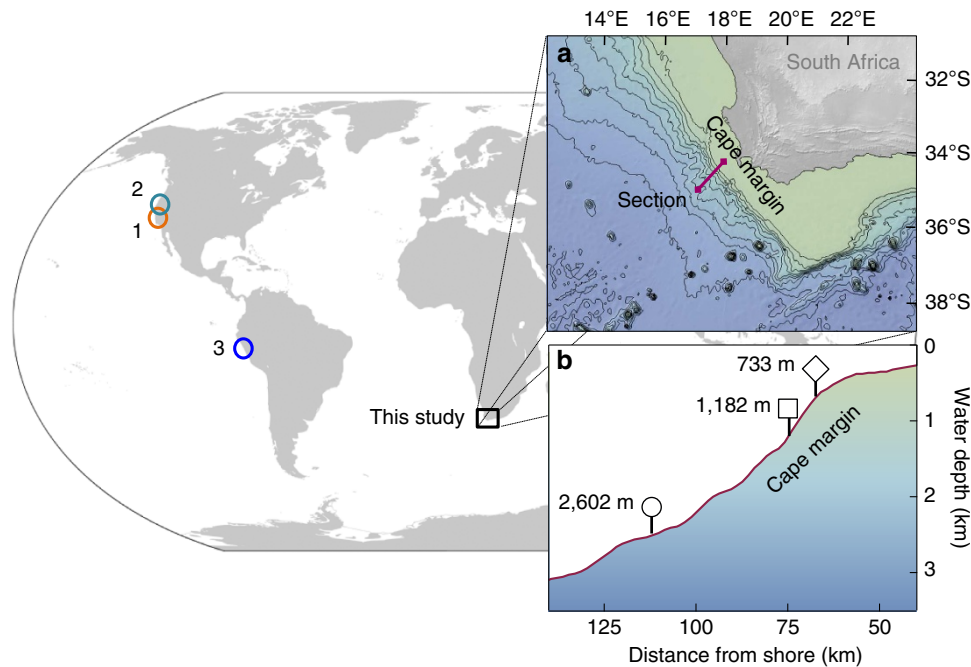 14°E 16°E 18°E 20°E 22°E
a
South Africa
32°S
Cape margin
34°S
Section
36°S
38°S
2
1
3
This study
b
0
733 m
1,182 m
1
Cape margin
2
2,602 m
3
Water depth (km)
125 100 75 50
Distance from shore (km)